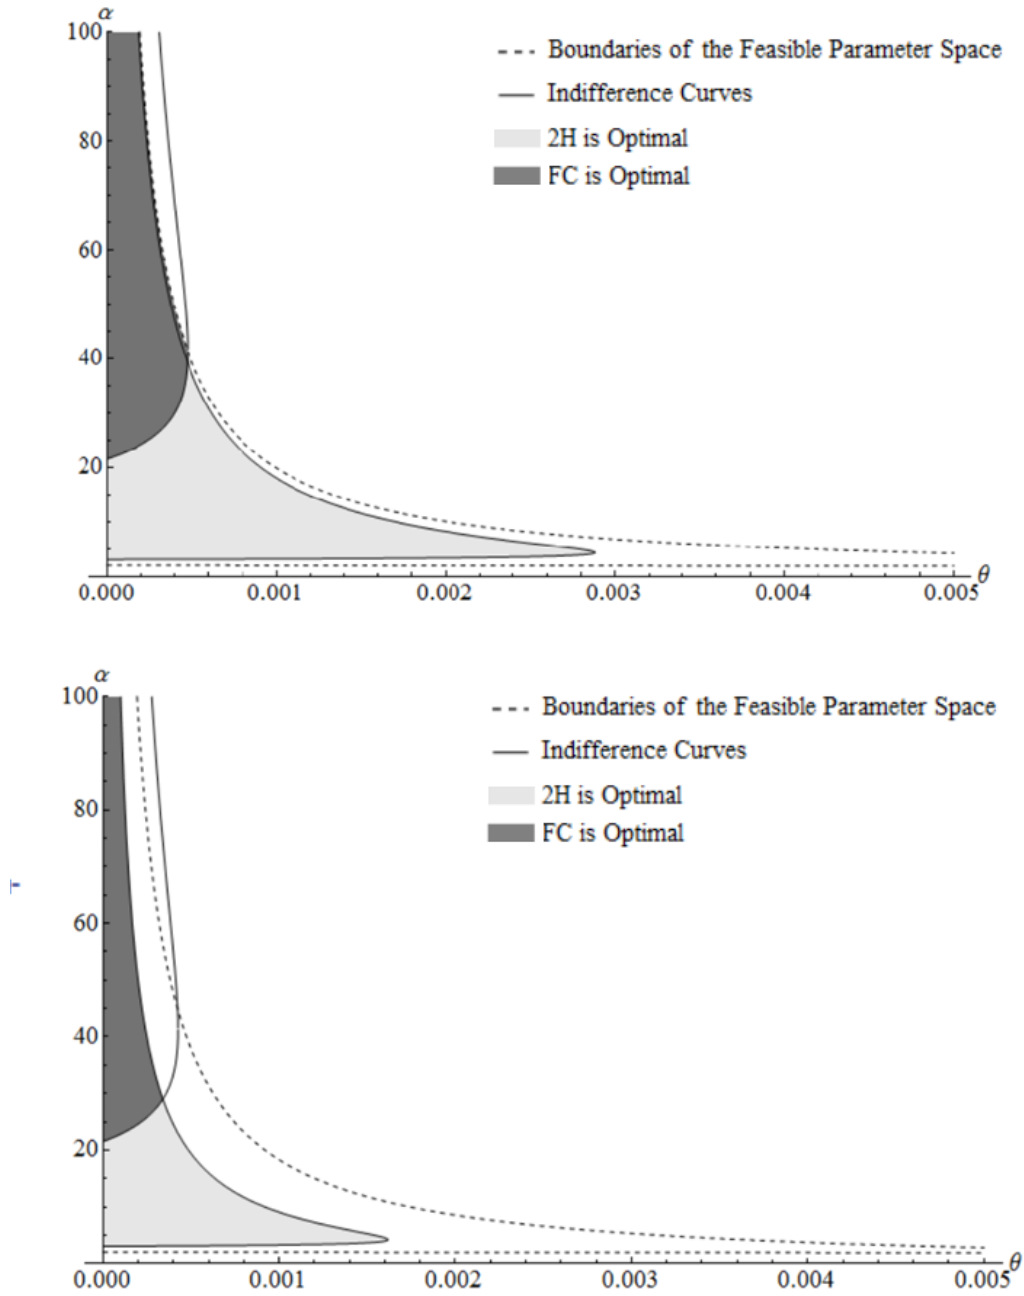 α
100
80
60
40
20
0.000 0.001 0.002 0.003 0.004 0.005 θ
Boundaries of the Feasible Parameter Space
Indifference Curves
2H is Optimal
FC is Optimal
α
100
80
60
40
20
0.000 0.001 0.002 0.003 0.004 0.005 θ
Boundaries of the Feasible Parameter Space
Indifference Curves
2H is Optimal
FC is Optimal